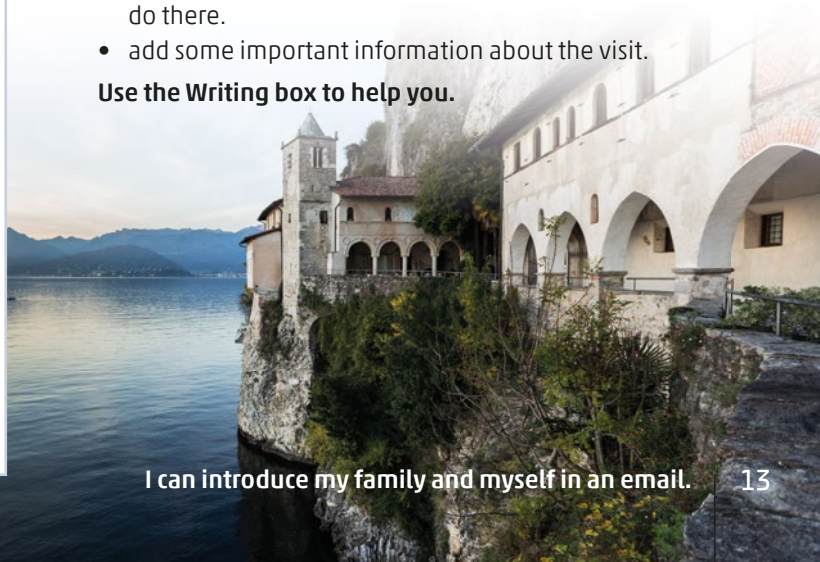 do there.
• add some important information about the visit.
Use the Writing box to help you.
I can introduce my family and myself in an email.
13